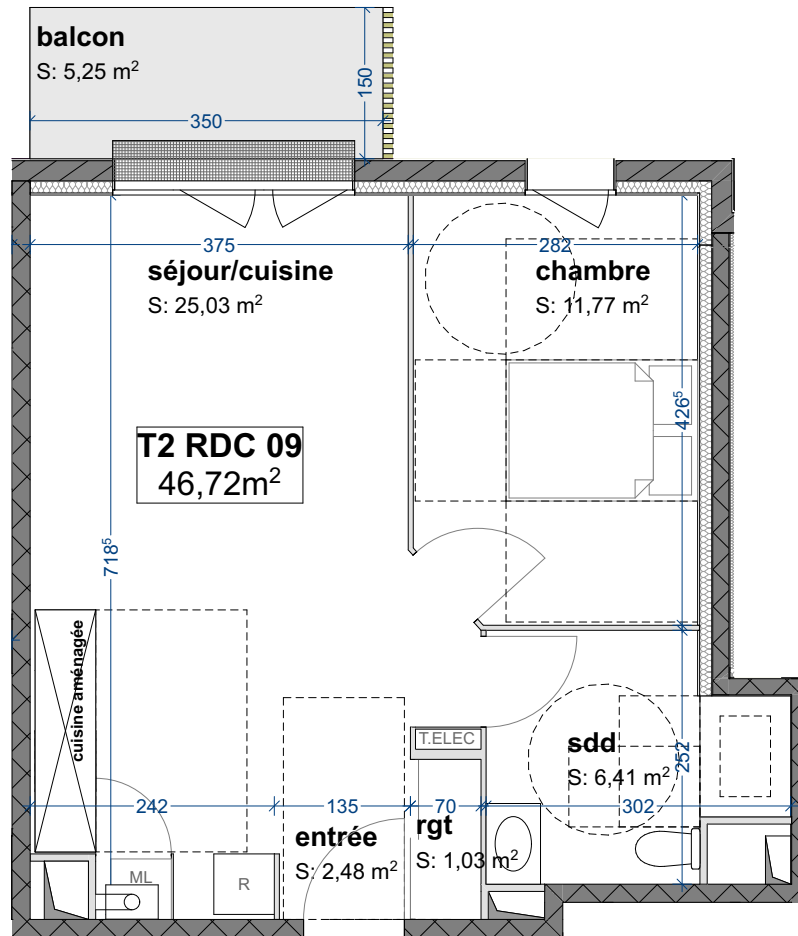 balcon
S: 5,25 m²
150
350
375
282
séjour/cuisine
S: 25,03 m²
chambre
S: 11,77 m²
T2 RDC 09
46,72m²
426⁵
718⁵
cuisine aménagée
T.ELEC
sdd
S: 6,41 m²
252
242
135
70
302
entrée
S: 2,48 m²
rgt
S: 1,03 m²
ML
R